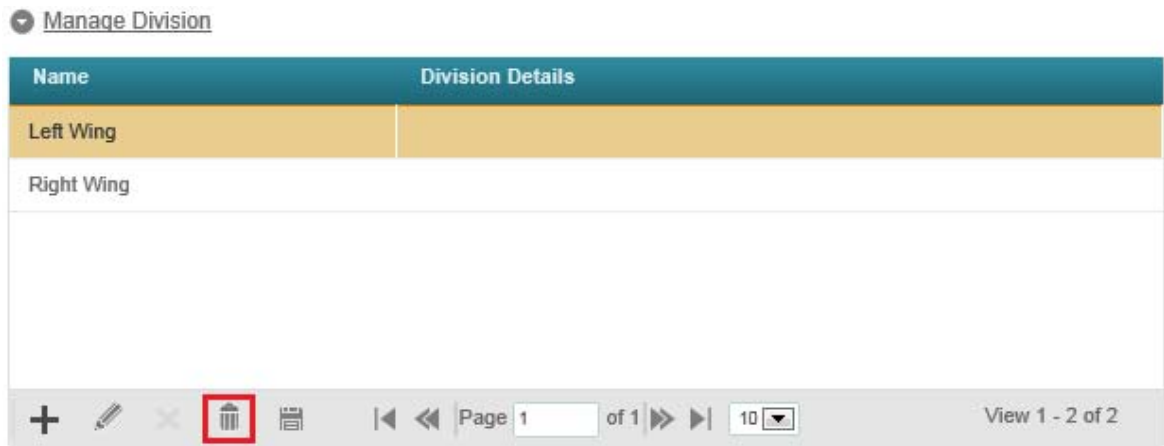 Manage Division
Name Division Details
Left Wing
Right Wing
Page 1 of 1 10 View 1 - 2 of 2